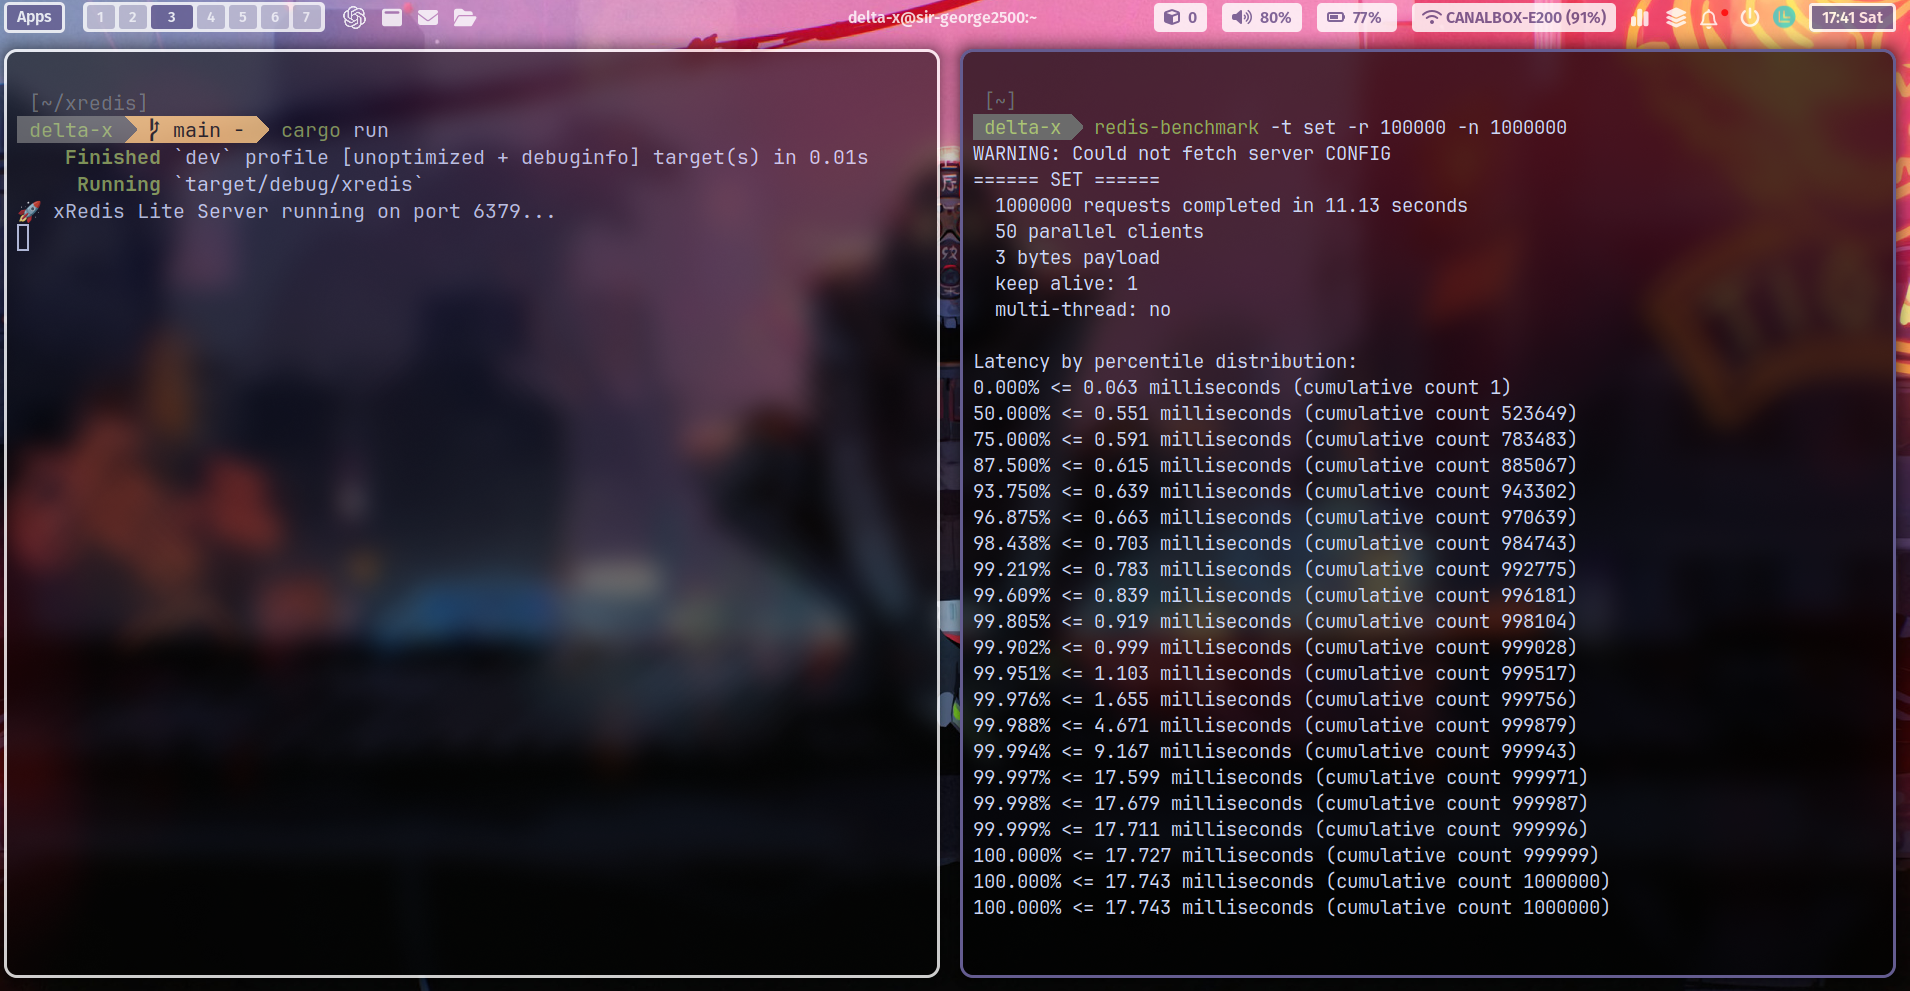 Apps 1 2 3 4 5 6 7 delta-x@sir-george2500:~ 0 80% 77% CANALBOX-E200 (91%) 17:41 Sat
[~/xredis]
delta-x main - cargo run
Finished `dev` profile [unoptimized + debuginfo] target(s) in 0.01s
Running `target/debug/xredis`
🚀 xRedis Lite Server running on port 6379...
[~]
delta-x redis-benchmark -t set -r 100000 -n 1000000
WARNING: Could not fetch server CONFIG
====== SET ======
1000000 requests completed in 11.13 seconds
50 parallel clients
3 bytes payload
keep alive: 1
multi-thread: no
Latency by percentile distribution:
0.000% <= 0.063 milliseconds (cumulative count 1)
50.000% <= 0.551 milliseconds (cumulative count 523649)
75.000% <= 0.591 milliseconds (cumulative count 783483)
87.500% <= 0.615 milliseconds (cumulative count 885067)
93.750% <= 0.639 milliseconds (cumulative count 943302)
96.875% <= 0.663 milliseconds (cumulative count 970639)
98.438% <= 0.703 milliseconds (cumulative count 984743)
99.219% <= 0.783 milliseconds (cumulative count 992775)
99.609% <= 0.839 milliseconds (cumulative count 996181)
99.805% <= 0.919 milliseconds (cumulative count 998104)
99.902% <= 0.999 milliseconds (cumulative count 999028)
99.951% <= 1.103 milliseconds (cumulative count 999517)
99.976% <= 1.655 milliseconds (cumulative count 999756)
99.988% <= 4.671 milliseconds (cumulative count 999879)
99.994% <= 9.167 milliseconds (cumulative count 999943)
99.997% <= 17.599 milliseconds (cumulative count 999971)
99.998% <= 17.679 milliseconds (cumulative count 999987)
99.999% <= 17.711 milliseconds (cumulative count 999996)
100.000% <= 17.727 milliseconds (cumulative count 999999)
100.000% <= 17.743 milliseconds (cumulative count 1000000)
100.000% <= 17.743 milliseconds (cumulative count 1000000)